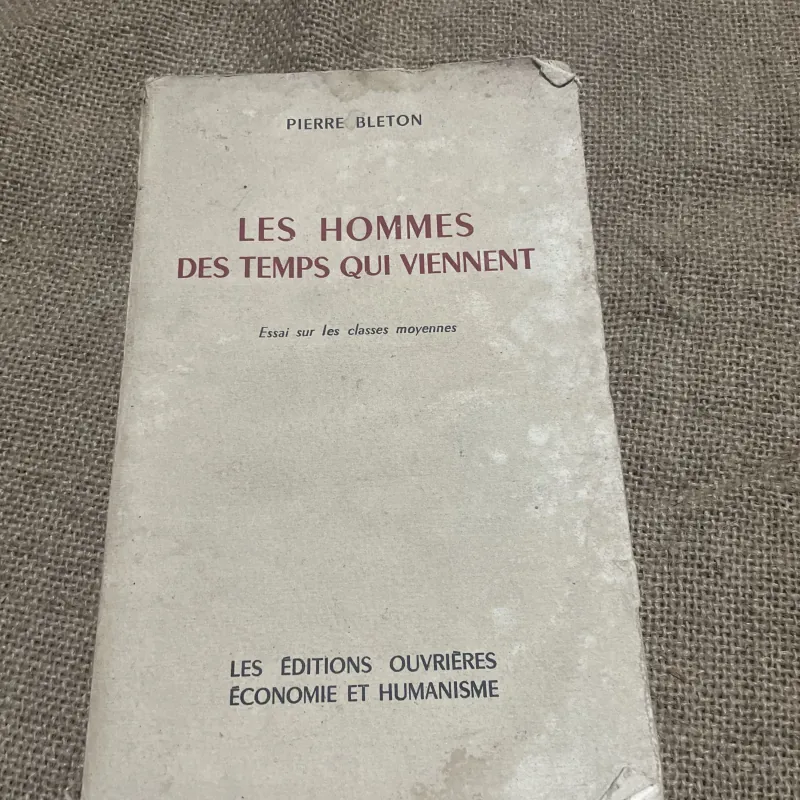 PIERRE BLETON
LES HOMMES
DES TEMPS QUI VIENNENT
Essai sur les classes moyennes
LES ÉDITIONS OUVRIÈRES
ÉCONOMIE ET HUMANISME